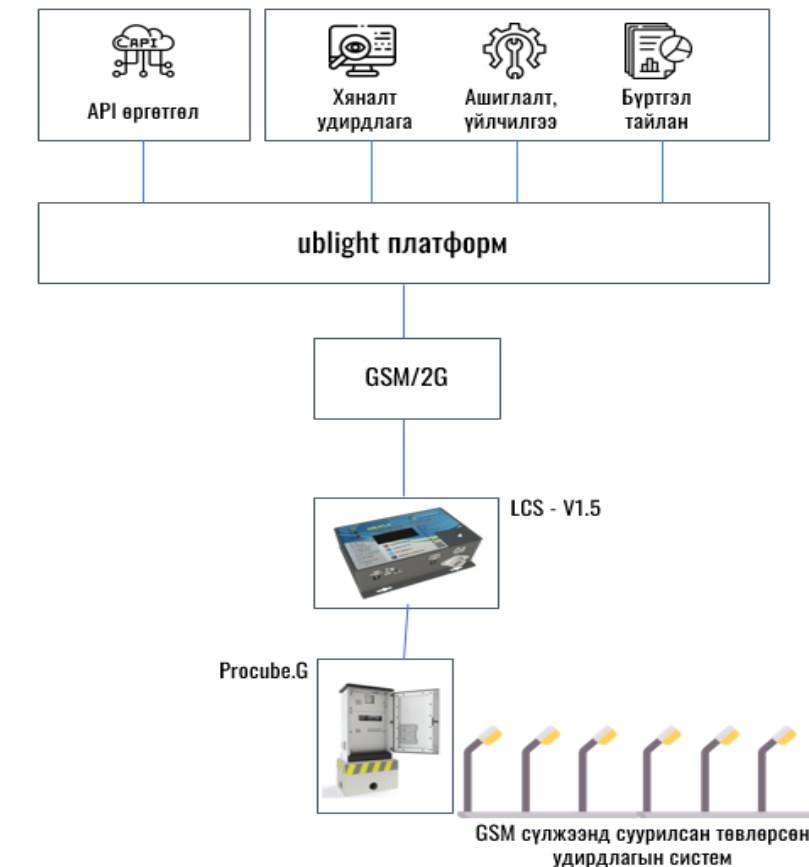 API
API өргөтгөл
Хяналт
удирдлага
Ашиглалт,
үйлчилгээ
Бүртгэл
тайлан
ublight платформ
GSM/2G
LCS - V1.5
Procube.G
GSM сүлжээнд суурилсан төвлөрсөн
удирдлагын систем